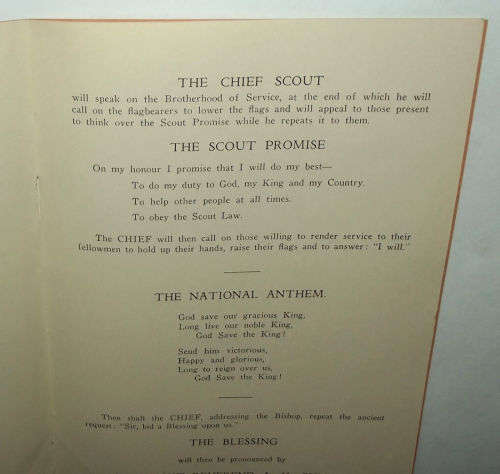 THE CHIEF SCOUT
will speak on the Brotherhood of Service, at the end of which he will
call on the flagbearers to lower the flags and will appeal to those present
to think over the Scout Promise while he repeats it to them.
THE SCOUT PROMISE
On my honour I promise that I will do my best—
To do my duty to God, my King and my Country.
To help other people at all times.
To obey the Scout Law.
The CHIEF will then call on those willing to render service to their
fellowmen to hold up their hands, raise their flags and to answer: "I will."
THE NATIONAL ANTHEM.
God save our gracious King,
Long live our noble King,
God Save the King!
Send him victorious,
Happy and glorious,
Long to reign over us,
God Save the King!
Then shall the CHIEF, addressing the Bishop, repeat the ancient
request: "Sir, bid a Blessing upon us."
THE BLESSING
will then be pronounced by